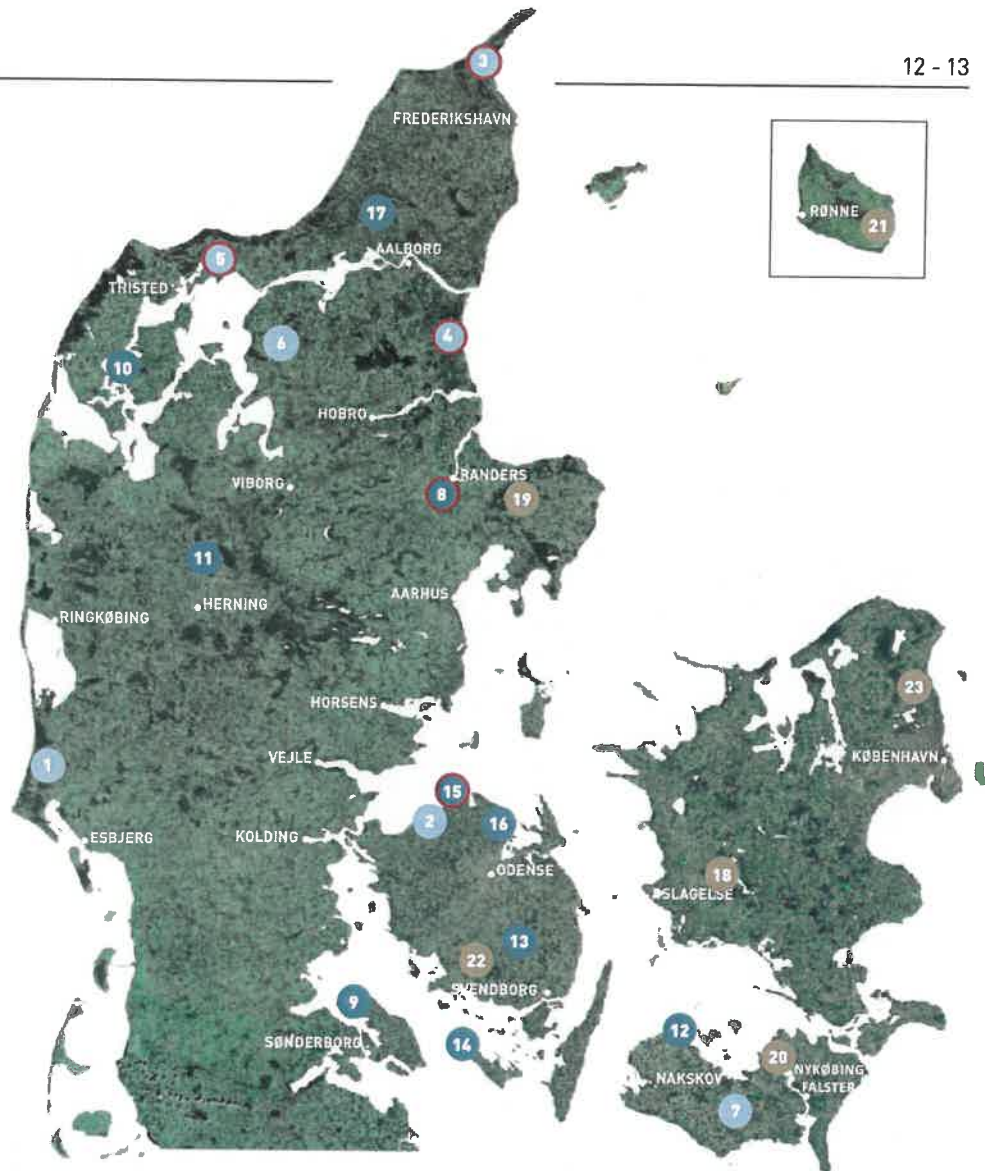 12 - 13
3
FREDERIKSHAVN
17
RØNNE
21
AALBORG
5
TRISTED
4
6
10
HOBRO
RANDERS
VIBORG
8
19
11
AARHUS
HERNING
RINGKØBING
23
HORSENS
KØBENHAVN
VEJLE
1
15
2
16
ESBJERG
KOLDING
ODENSE
18
SLAGELSE
13
22
SVENDBORG
9
12
SØNDERBORG
14
20
NYKØBING
FALSTER
NAKSKOV
7